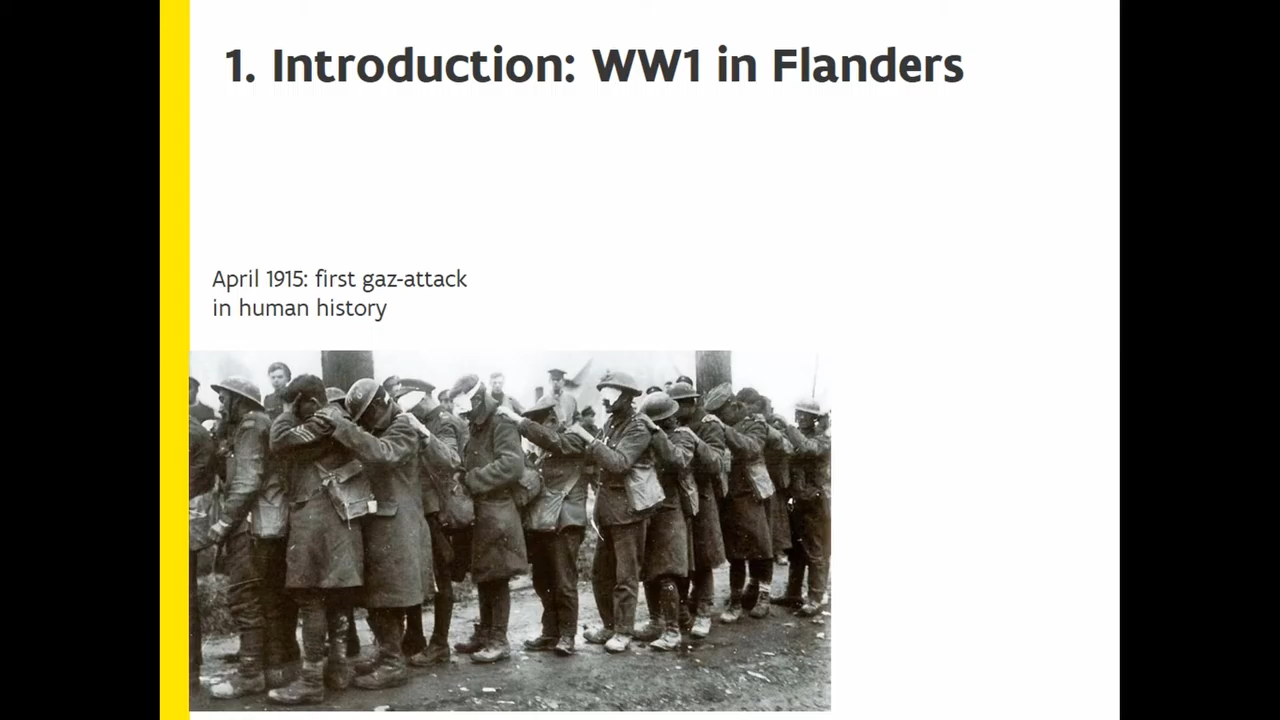 1. Introduction: WW1 in Flanders
April 1915: first gaz-attack
in human history